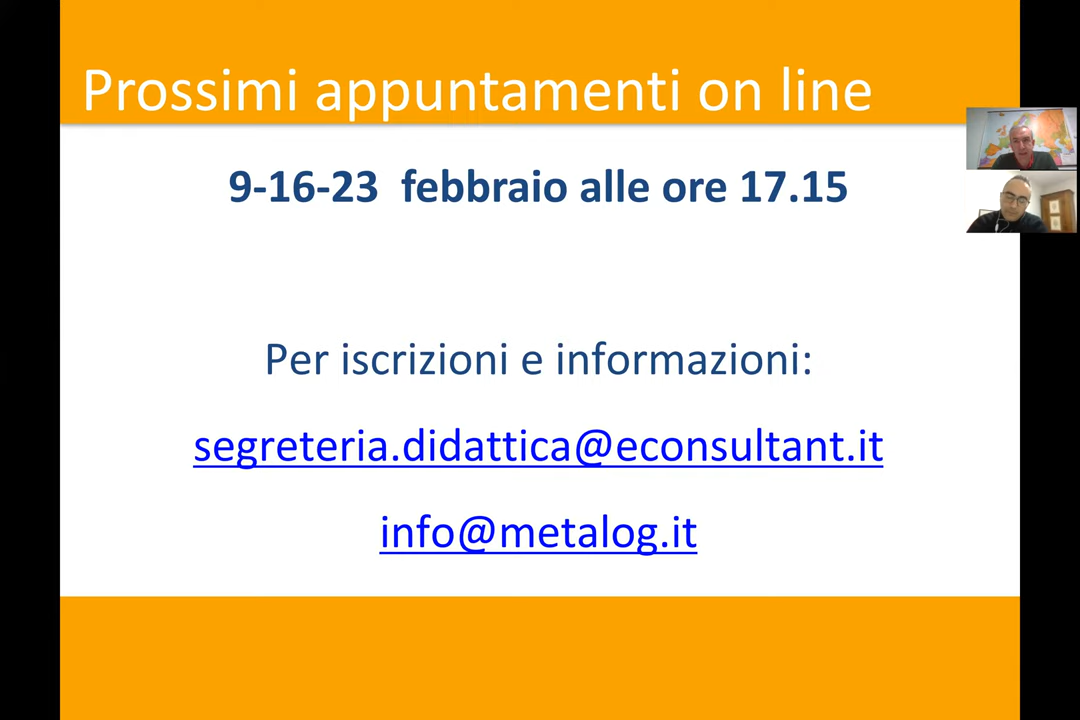 Prossimi appuntamenti on line
9-16-23 febbraio alle ore 17.15
Per iscrizioni e informazioni:
segreteria.didattica@econsultant.it
info@metalog.it